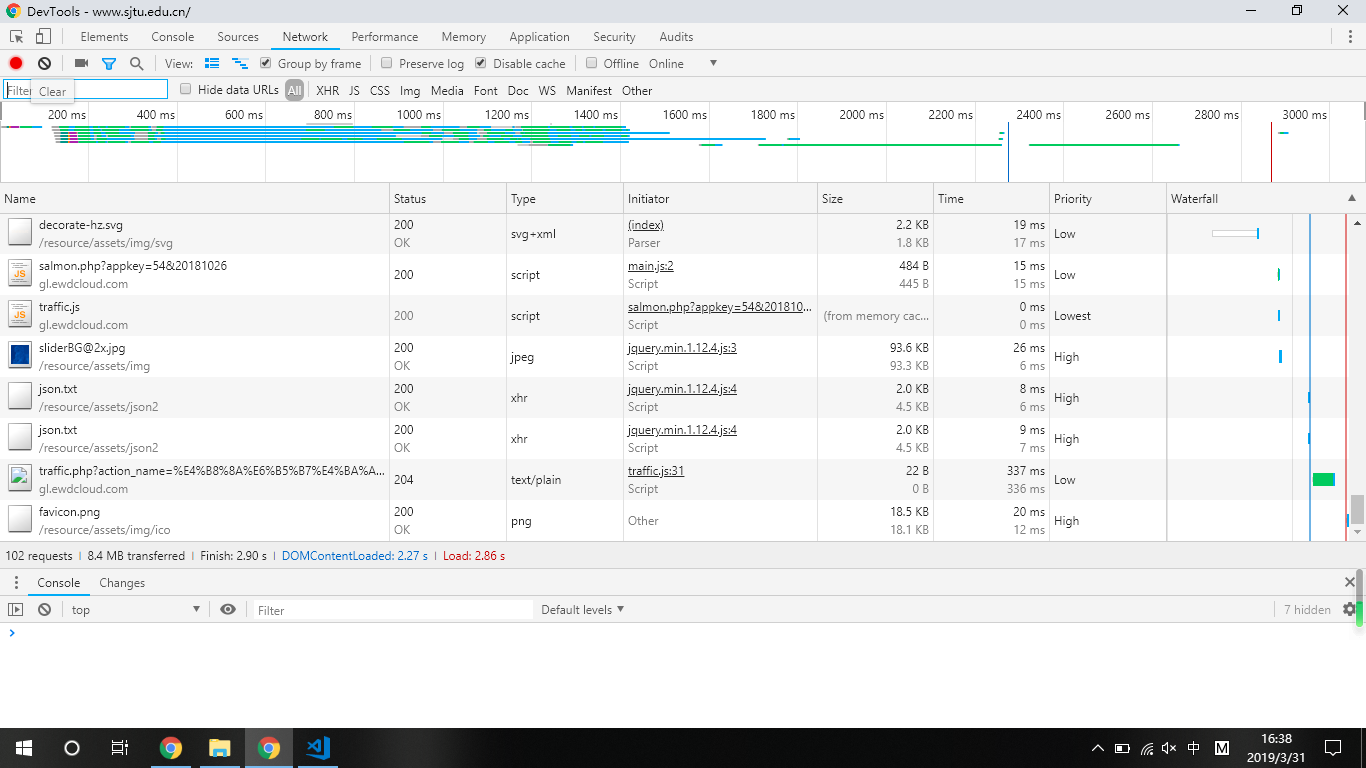 DevTools - www.sjtu.edu.cn/
Elements Console Sources Network Performance Memory Application Security Audits
View: Group by frame Preserve log Disable cache Offline Online
Filter Clear Hide data URLs All XHR JS CSS Img Media Font Doc WS Manifest Other
200 ms 400 ms 600 ms 800 ms 1000 ms 1200 ms 1400 ms 1600 ms 1800 ms 2000 ms 2200 ms 2400 ms 2600 ms 2800 ms 3000 ms
Name Status Type Initiator Size Time Priority Waterfall
decorate-hz.svg 200 svg+xml (index) 2.2 KB 19 ms Low
/resource/assets/img/svg OK Parser 1.8 KB 17 ms
salmon.php?appkey=54&20181026 200 script main.js:2 484 B 15 ms Low
gl.ewdcloud.com Script 445 B 15 ms
traffic.js 200 script salmon.php?appkey=54&201810... (from memory cac... 0 ms Lowest
gl.ewdcloud.com Script 0 ms
sliderBG@2x.jpg 200 jpeg jquery.min.1.12.4.js:3 93.6 KB 26 ms High
/resource/assets/img OK Script 93.3 KB 6 ms
json.txt 200 xhr jquery.min.1.12.4.js:4 2.0 KB 8 ms High
/resource/assets/json2 OK Script 4.5 KB 6 ms
json.txt 200 xhr jquery.min.1.12.4.js:4 2.0 KB 9 ms High
/resource/assets/json2 OK Script 4.5 KB 7 ms
traffic.php?action_name=%E4%B8%8A%E6%B5%B7%E4%BA%A... 204 text/plain traffic.js:31 22 B 337 ms Low
gl.ewdcloud.com Script 0 B 336 ms
favicon.png 200 png Other 18.5 KB 20 ms High
/resource/assets/img/ico OK 18.1 KB 12 ms
102 requests | 8.4 MB transferred | Finish: 2.90 s | DOMContentLoaded: 2.27 s | Load: 2.86 s
Console Changes
top Filter Default levels 7 hidden
中 M 16:38
2019/3/31